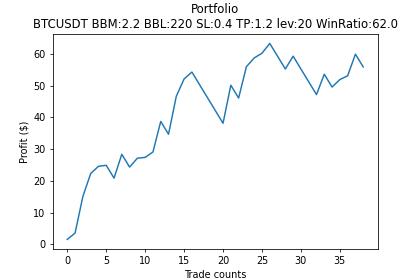 Portfolio
BTCUSDT BBM:2.2 BBL:220 SL:0.4 TP:1.2 lev:20 WinRatio:62.0
60
50
40
30
20
10
0
Profit ($)
0 5 10 15 20 25 30 35
Trade counts